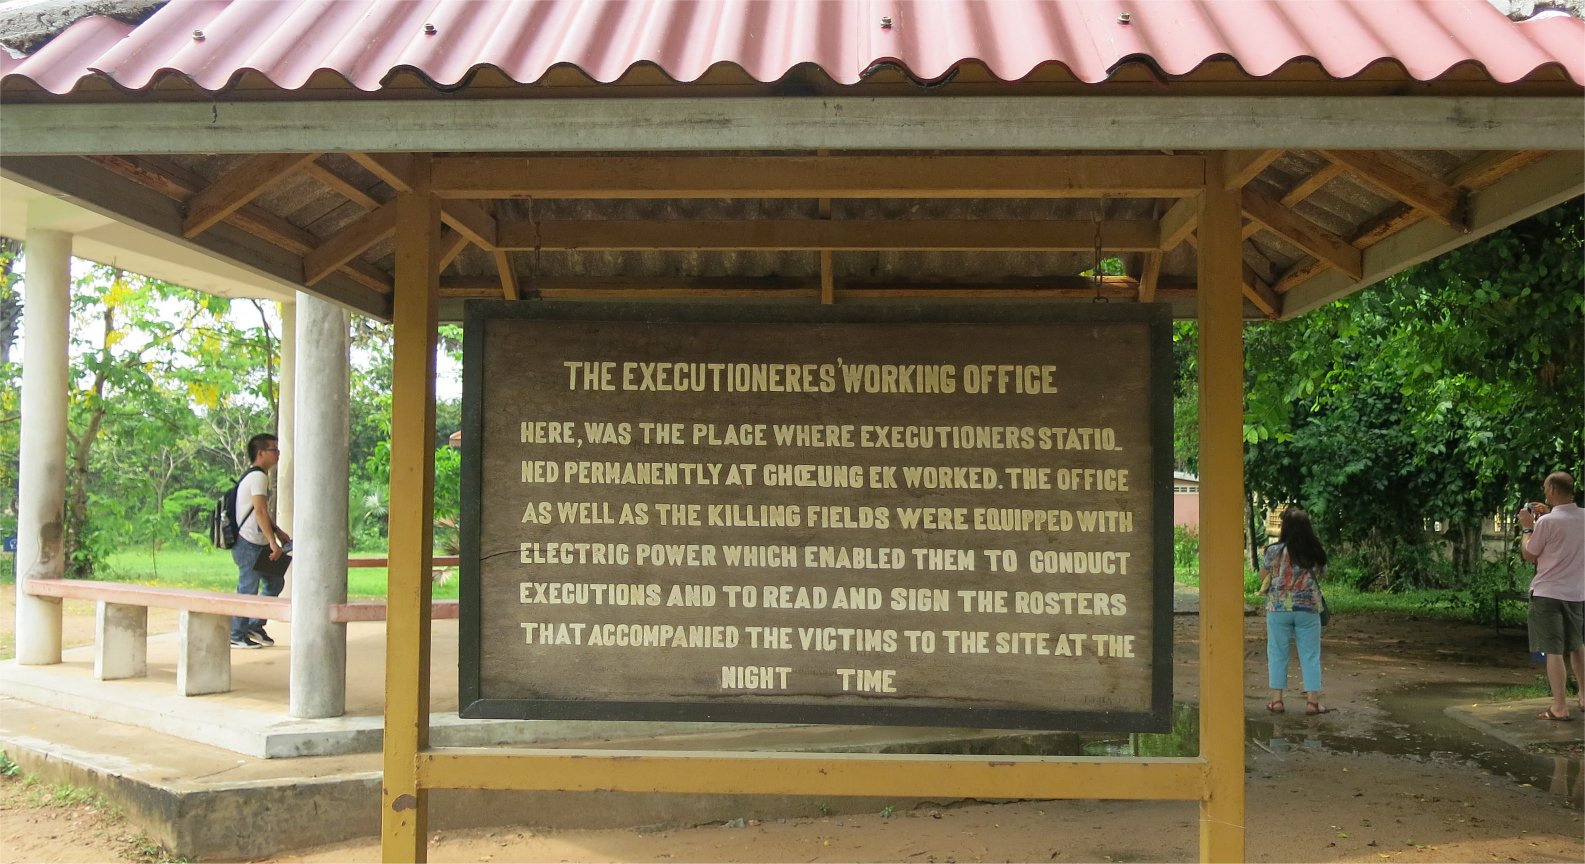 THE EXECUTIONERES' WORKING OFFICE
HERE, WAS THE PLACE WHERE EXECUTIONERS STATIO_
NED PERMANENTLY AT CHŒUNG EK WORKED. THE OFFICE
AS WELL AS THE KILLING FIELDS WERE EQUIPPED WITH
ELECTRIC POWER WHICH ENABLED THEM TO CONDUCT
EXECUTIONS AND TO READ AND SIGN THE ROSTERS
THAT ACCOMPANIED THE VICTIMS TO THE SITE AT THE
NIGHT TIME